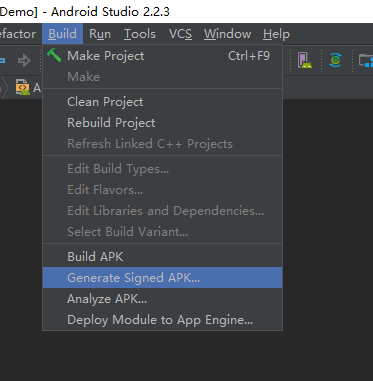 Demo] - Android Studio 2.2.3
efactor Build Run Tools VCS Window Help
Make Project Ctrl+F9
Make
A
Clean Project
Rebuild Project
Refresh Linked C++ Projects
Edit Build Types...
Edit Flavors...
Edit Libraries and Dependencies...
Select Build Variant...
Build APK
Generate Signed APK...
Analyze APK...
Deploy Module to App Engine...